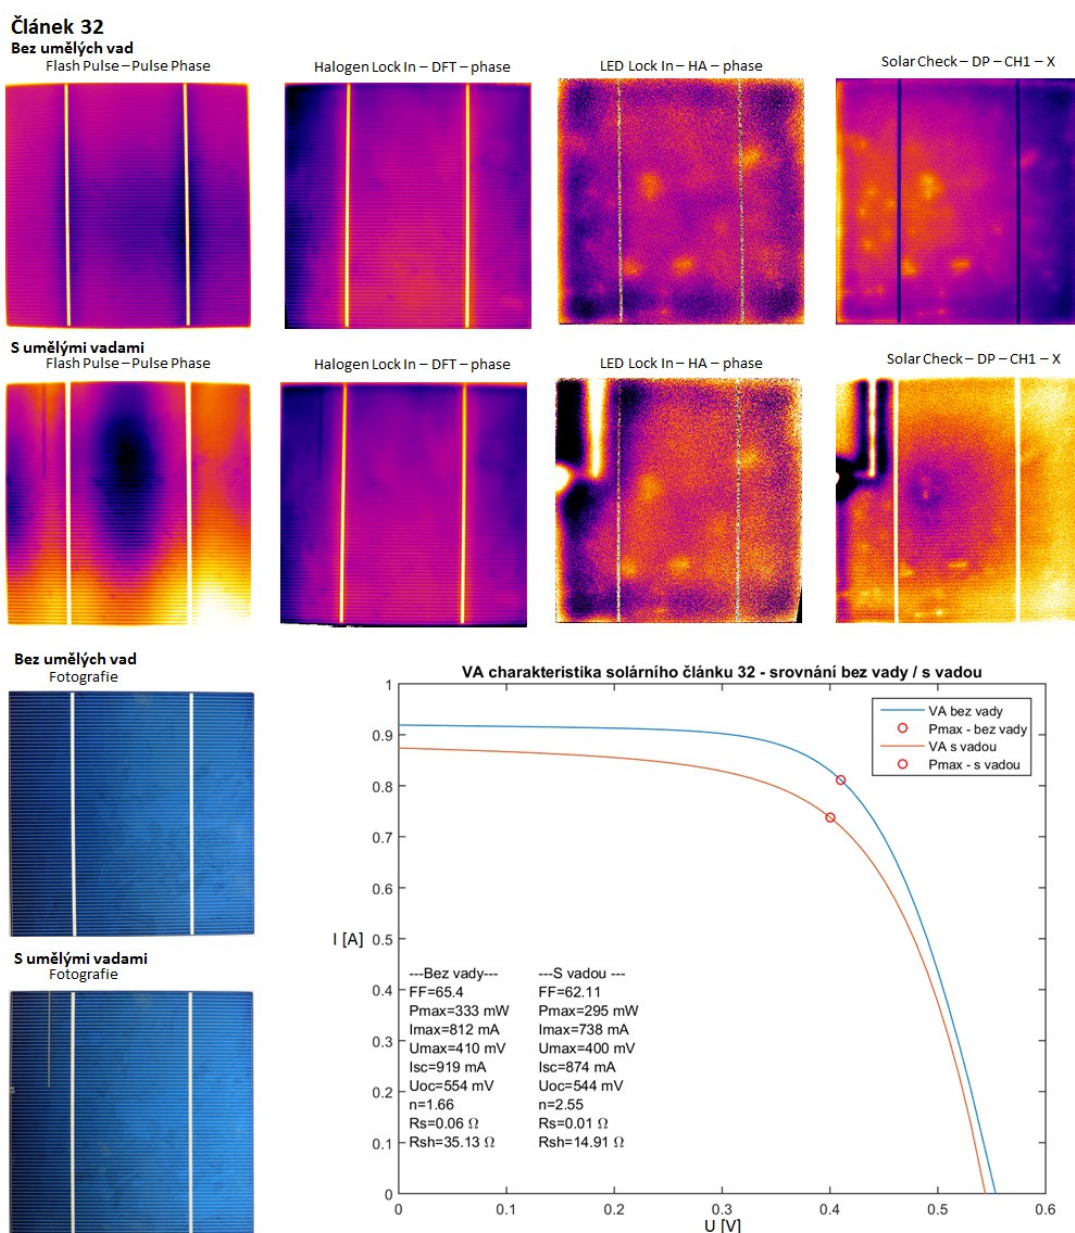 Článek 32
Bez umělých vad
Flash Pulse – Pulse Phase
Halogen Lock In – DFT – phase
LED Lock In – HA – phase
Solar Check – DP – CH1 – X
S umělými vadami
Flash Pulse – Pulse Phase
Halogen Lock In – DFT – phase
LED Lock In – HA – phase
Solar Check – DP – CH1 – X
Bez umělých vad
Fotografie
S umělými vadami
Fotografie
VA charakteristika solárního článku 32 - srovnání bez vady / s vadou
VA bez vady
Pmax - bez vady
VA s vadou
Pmax - s vadou
1
0.9
0.8
0.7
0.6
0.5
0.4
0.3
0.2
0.1
0
I [A]
---Bez vady---
FF=65.4
Pmax=333 mW
Imax=812 mA
Umax=410 mV
Isc=919 mA
Uoc=554 mV
n=1.66
Rs=0.06 Ω
Rsh=35.13 Ω
---S vadou ---
FF=62.11
Pmax=295 mW
Imax=738 mA
Umax=400 mV
Isc=874 mA
Uoc=544 mV
n=2.55
Rs=0.01 Ω
Rsh=14.91 Ω
0 0.1 0.2 0.3 0.4 0.5 0.6
U [V]